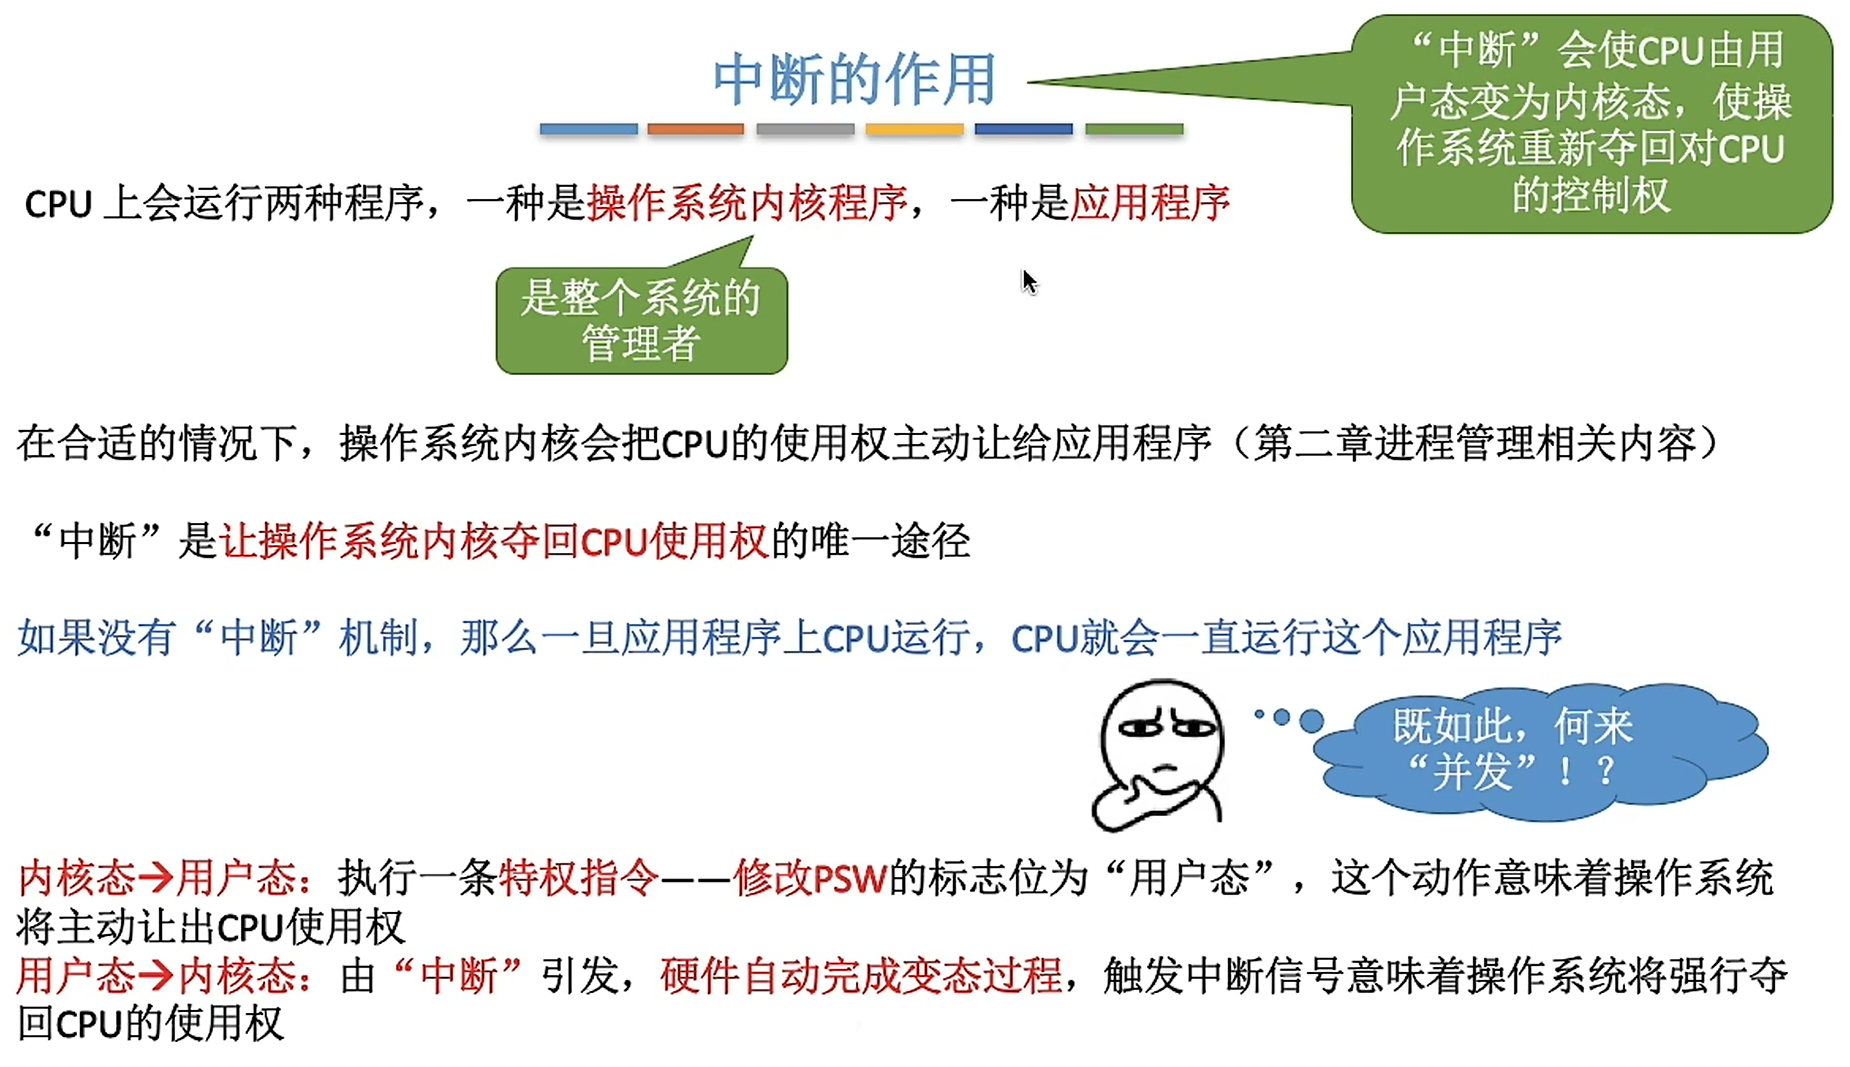 中断的作用
“中断”会使CPU由用
户态变为内核态，使操
作系统重新夺回对CPU
的控制权
CPU 上会运行两种程序，一种是操作系统内核程序，一种是应用程序
是整个系统的
管理者
在合适的情况下，操作系统内核会把CPU的使用权主动让给应用程序（第二章进程管理相关内容）
“中断”是让操作系统内核夺回CPU使用权的唯一途径
如果没有“中断”机制，那么一旦应用程序上CPU运行，CPU就会一直运行这个应用程序
既如此，何来
“并发”！？
内核态→用户态：执行一条特权指令——修改PSW的标志位为“用户态”，这个动作意味着操作系统
将主动让出CPU使用权
用户态→内核态：由“中断”引发，硬件自动完成变态过程，触发中断信号意味着操作系统将强行夺
回CPU的使用权